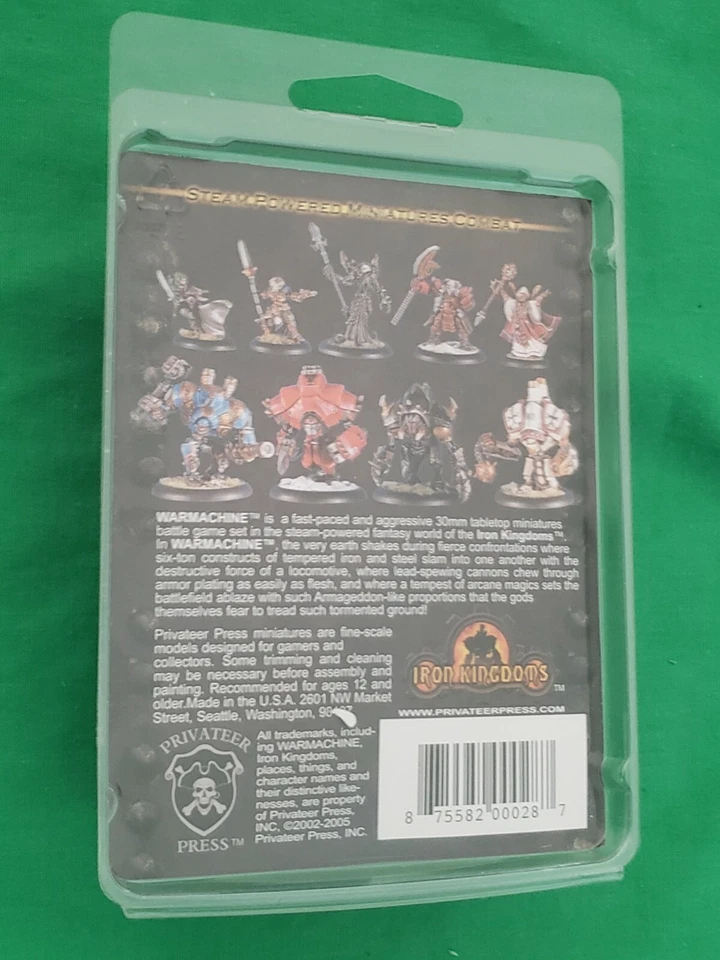 STEAM POWERED MINIATURES COMBAT
WARMACHINE™ is a fast-paced and aggressive 30mm tabletop miniatures
battle game set in the steam-powered fantasy world of the Iron Kingdoms™.
In WARMACHINE™, the very earth shakes during fierce confrontations where
six-ton constructs of tempered iron and steel slam into one another with the
destructive force of a locomotive, where lead-spewing cannons chew through
armor plating as easily as flesh, and where a tempest of arcane magics sets the
battlefield ablaze with such Armageddon-like proportions that the gods
themselves fear to tread such tormented ground!
Privateer Press miniatures are fine-scale
models designed for gamers and
collectors. Some trimming and cleaning
may be necessary before assembly and
painting. Recommended for ages 12 and
older.Made in the U.S.A. 2601 NW Market
Street, Seattle, Washington,
IRON KINGDOMS™
WWW.PRIVATEERPRESS.COM
PRIVATEER
PRESS™
All trademarks, includ-
ing WARMACHINE,
Iron Kingdoms,
places, things, and
character names and
their distinctive like-
nesses, are property
of Privateer Press,
INC, ©2002-2005
Privateer Press, INC.
8 75582 00028 7